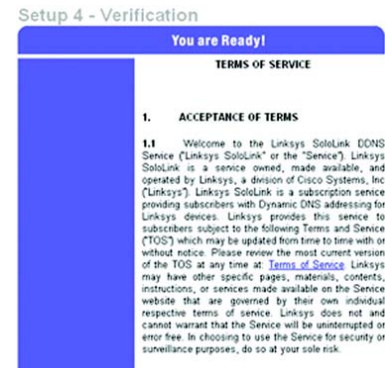 Setup 4 - Verification
You are Ready!
TERMS OF SERVICE
1. ACCEPTANCE OF TERMS
1.1 Welcome to the Linksys SoloLink DDNS
Service ("Linksys SoloLink" or the "Service"). Linksys
SoloLink is a service owned, made available, and
operated by Linksys, a division of Cisco Systems, Inc
("Linksys"). Linksys SoloLink is a subscription service
providing subscribers with Dynamic DNS addressing for
Linksys devices. Linksys provides this service to
subscribers subject to the following Terms and Service
("TOS") which may be updated from time to time with or
without notice. Please review the most current version
of the TOS at any time at: Terms of Service. Linksys
may have other specific pages, materials, contents,
instructions, or services made available on the Service
website that are governed by their own individual
respective terms of service. Linksys does not and
cannot warrant that the Service will be uninterrupted or
error free. In choosing to use the Service for security or
surveillance purposes, do so at your sole risk.